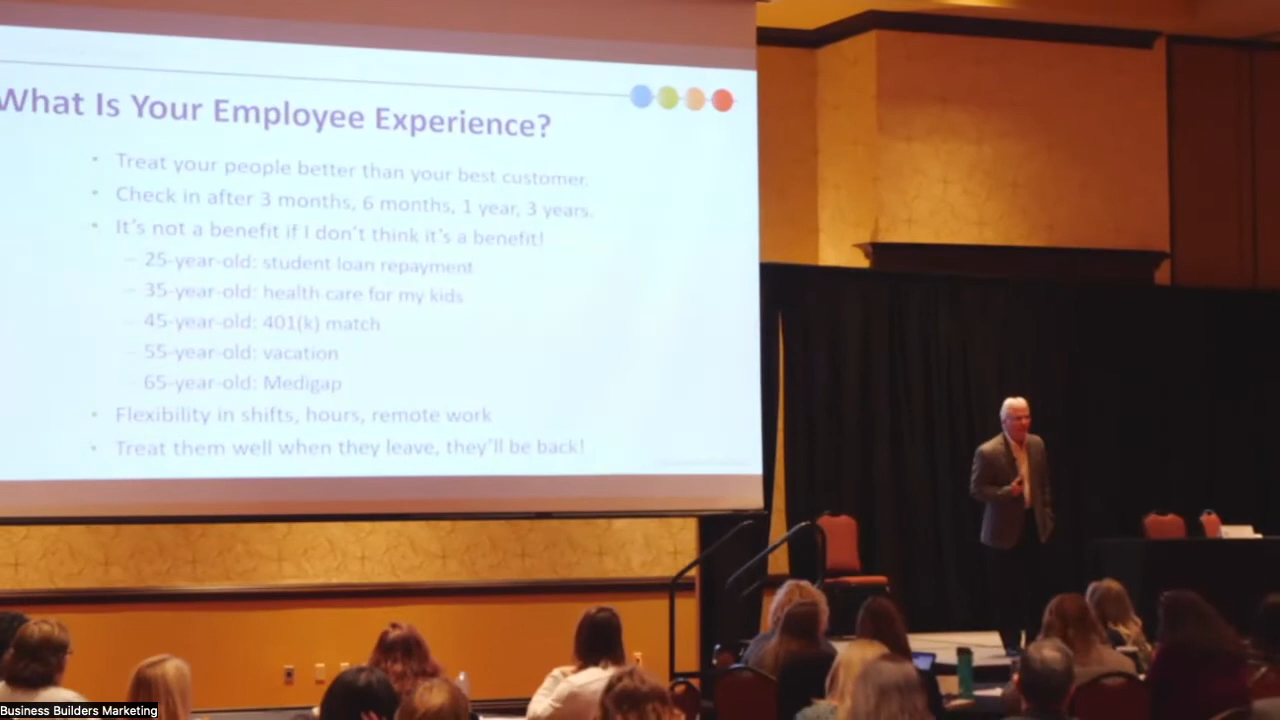 What Is Your Employee Experience?
• Treat your people better than your best customer.
• Check in after 3 months, 6 months, 1 year, 3 years.
• It's not a benefit if I don't think it's a benefit!
– 25-year-old: student loan repayment
– 35-year-old: health care for my kids
– 45-year-old: 401(k) match
– 55-year-old: vacation
– 65-year-old: Medigap
• Flexibility in shifts, hours, remote work
• Treat them well when they leave, they'll be back!
Business Builders Marketing